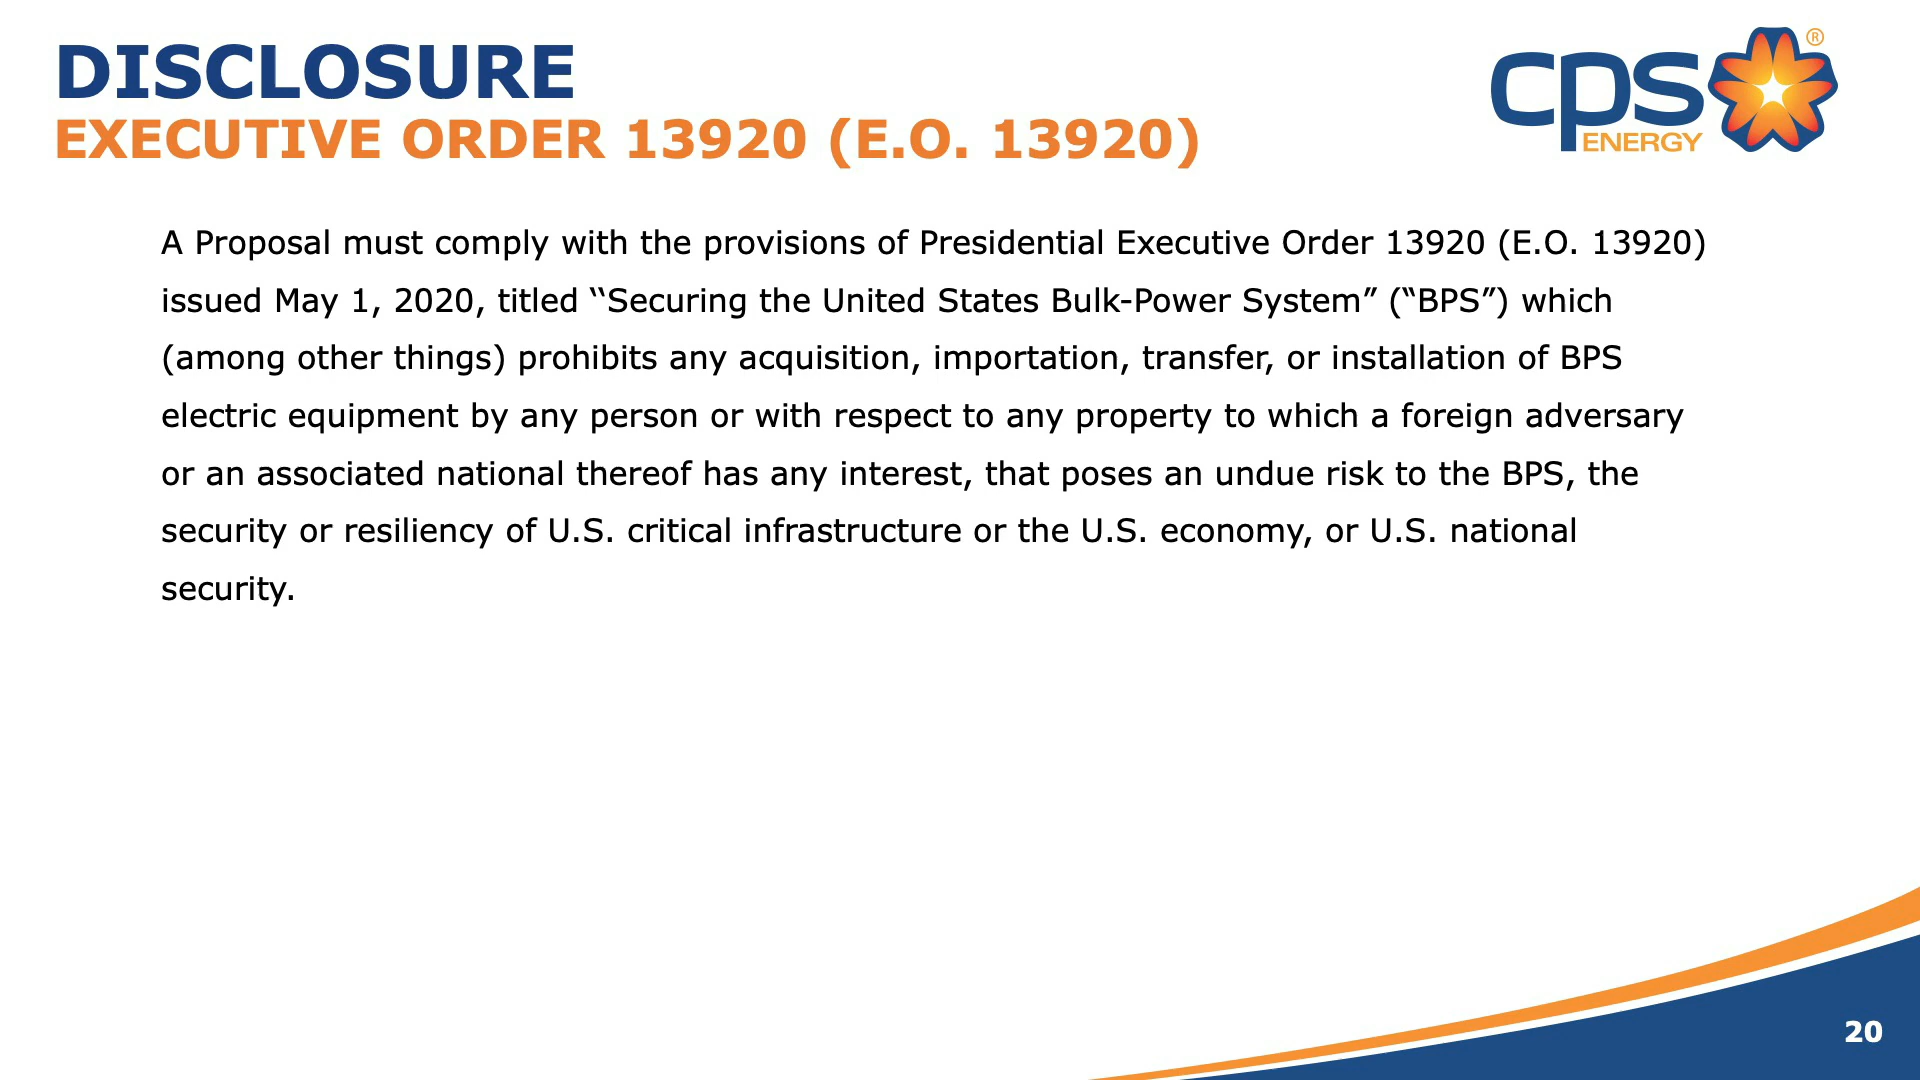 DISCLOSURE
EXECUTIVE ORDER 13920 (E.O. 13920)
cps
ENERGY
®
A Proposal must comply with the provisions of Presidential Executive Order 13920 (E.O. 13920)
issued May 1, 2020, titled ‘‘Securing the United States Bulk-Power System” (“BPS”) which
(among other things) prohibits any acquisition, importation, transfer, or installation of BPS
electric equipment by any person or with respect to any property to which a foreign adversary
or an associated national thereof has any interest, that poses an undue risk to the BPS, the
security or resiliency of U.S. critical infrastructure or the U.S. economy, or U.S. national
security.
20